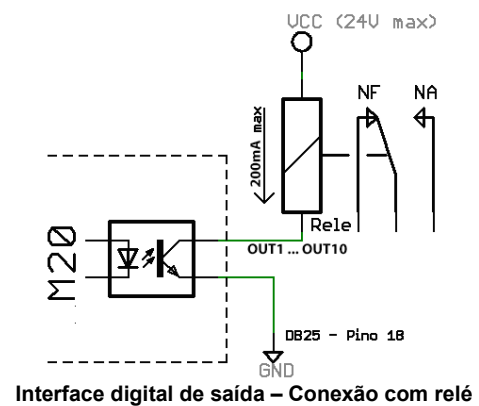 VCC (24V max)
NF NA
200mA max
Rele
OUT1 ... OUT10
M20
DB25 - Pino 18
GND
Interface digital de saída – Conexão com relé